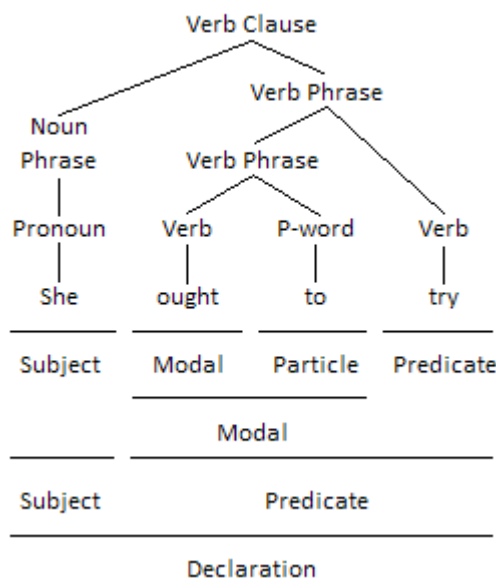 Verb Clause
Verb Phrase
Noun
Phrase Verb Phrase
Pronoun Verb P-word Verb
She ought to try
Subject Modal Particle Predicate
Modal
Subject Predicate
Declaration